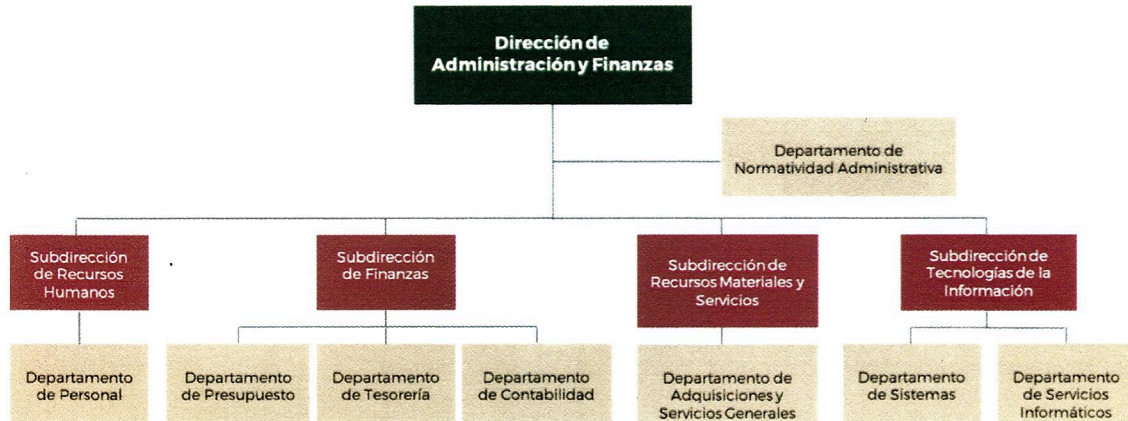 Dirección de
Administración y Finanzas
Departamento de
Normatividad Administrativa
Subdirección
de Recursos
Humanos
Subdirección
de Finanzas
Subdirección de
Recursos Materiales y
Servicios
Subdirección de
Tecnologías de la
Información
Departamento
de Personal
Departamento
de Presupuesto
Departamento
de Tesorería
Departamento
de Contabilidad
Departamento de
Adquisiciones y
Servicios Generales
Departamento
de Sistemas
Departamento
de Servicios
Informáticos